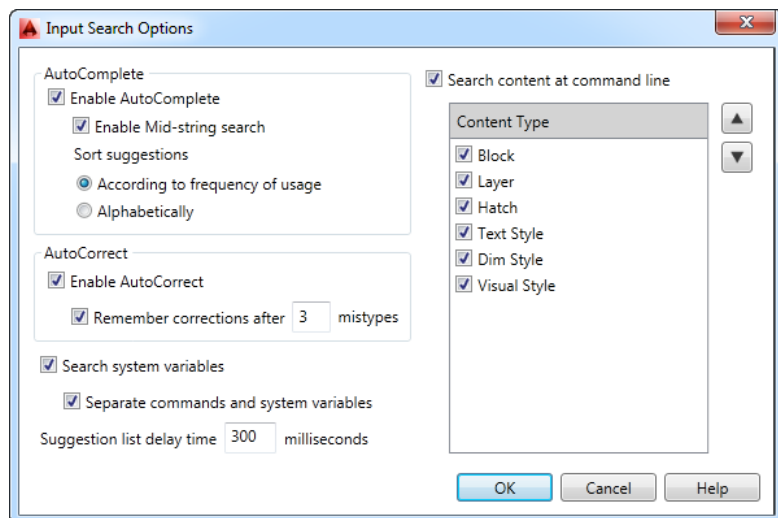 Input Search Options
AutoComplete
Enable AutoComplete
Enable Mid-string search
Sort suggestions
According to frequency of usage
Alphabetically
AutoCorrect
Enable AutoCorrect
Remember corrections after 3 mistypes
Search system variables
Separate commands and system variables
Suggestion list delay time 300 milliseconds
Search content at command line
Content Type
Block
Layer
Hatch
Text Style
Dim Style
Visual Style
OK Cancel Help